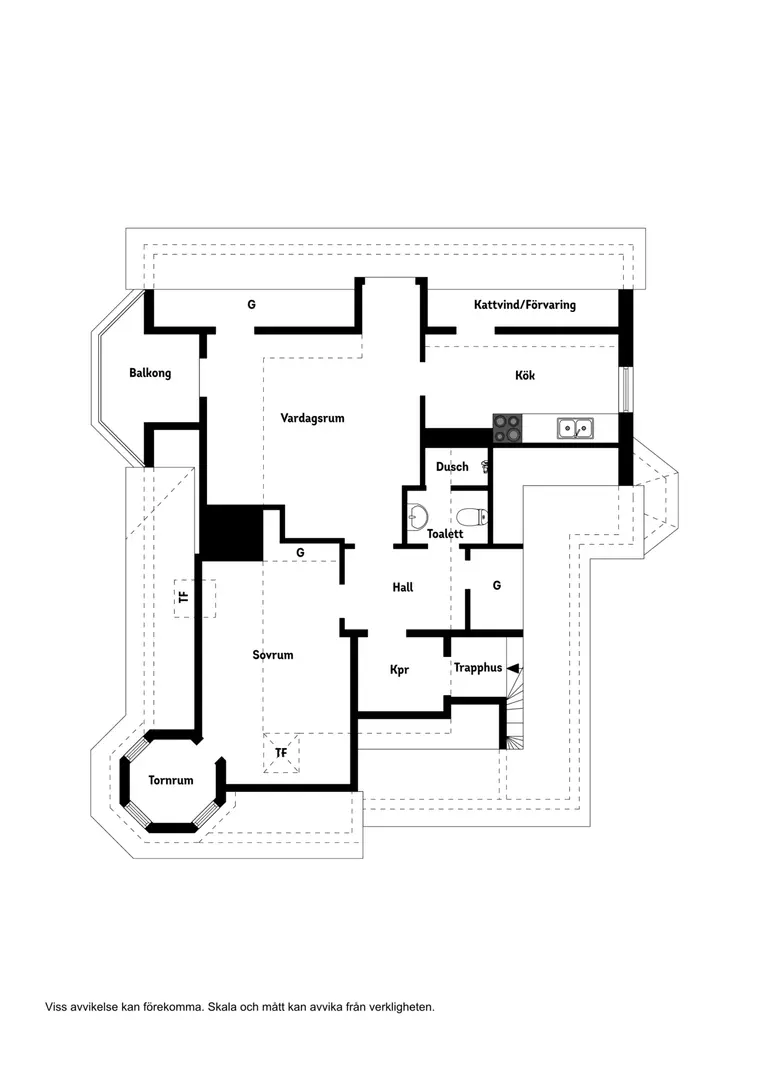 G
Kattvind/Förvaring
Balkong
Kök
Vardagsrum
Dusch
Toalett
G
Hall
G
TF
Sovrum
Kpr
Trapphus
TF
Tornrum
Viss avvikelse kan förekomma. Skala och mått kan avvika från verkligheten.